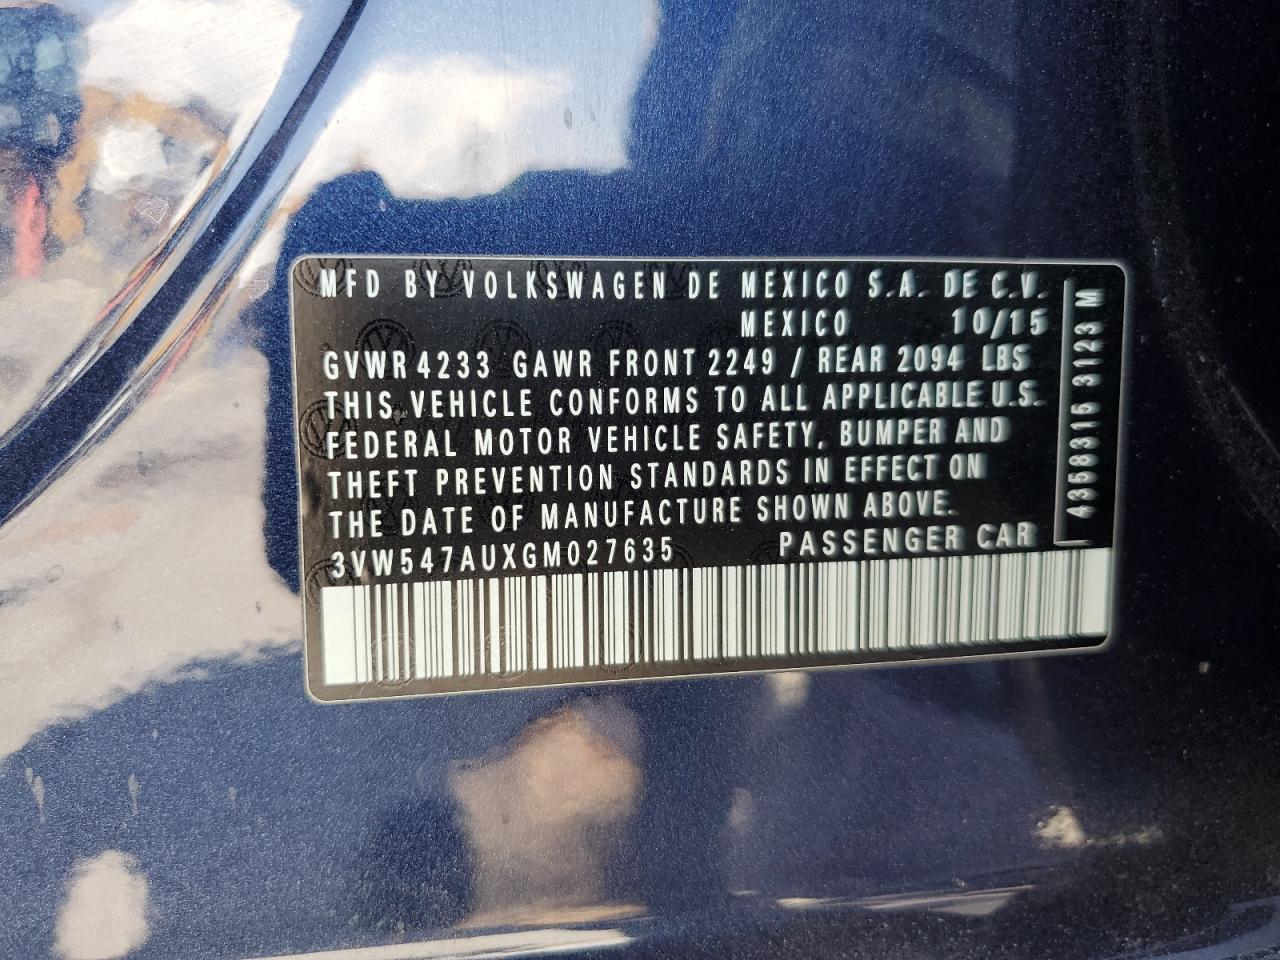 MFD BY VOLKSWAGEN DE MEXICO S.A. DE C.V.
MEXICO 10/15
GVWR 4233 GAWR FRONT 2249 / REAR 2094 LBS
THIS VEHICLE CONFORMS TO ALL APPLICABLE U.S.
FEDERAL MOTOR VEHICLE SAFETY, BUMPER AND
THEFT PREVENTION STANDARDS IN EFFECT ON
THE DATE OF MANUFACTURE SHOWN ABOVE.
3VW547AUXGM027635 PASSENGER CAR
4358315 3123 M